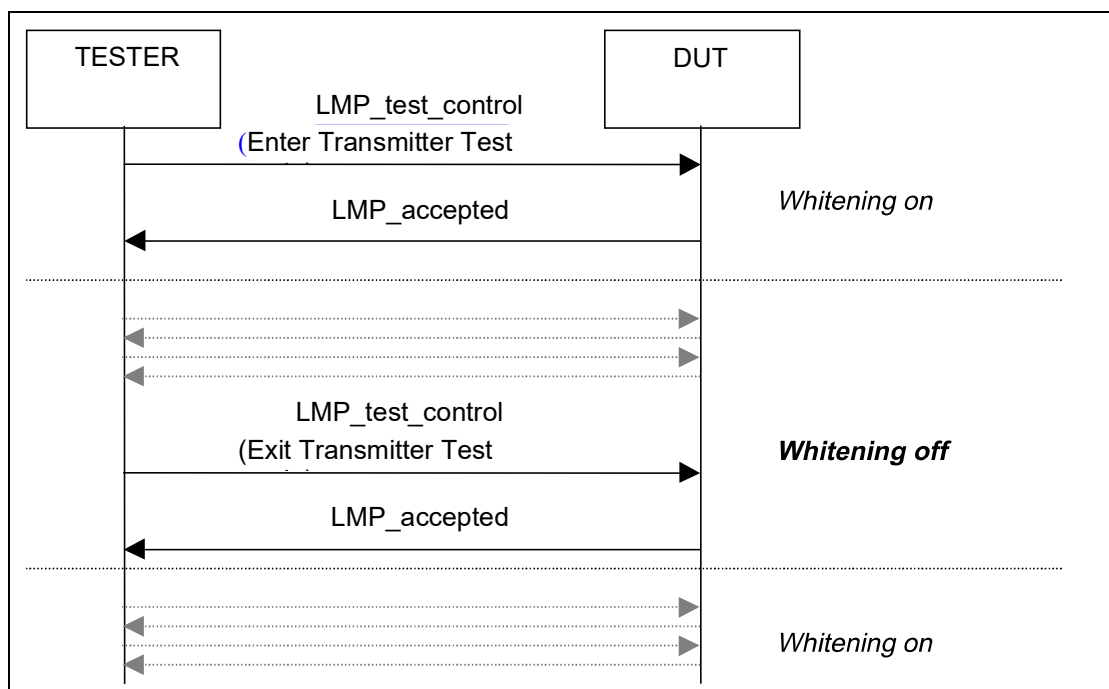 TESTER
DUT
LMP_test_control
(Enter Transmitter Test
LMP_accepted
Whitening on
LMP_test_control
(Exit Transmitter Test
Whitening off
LMP_accepted
Whitening on